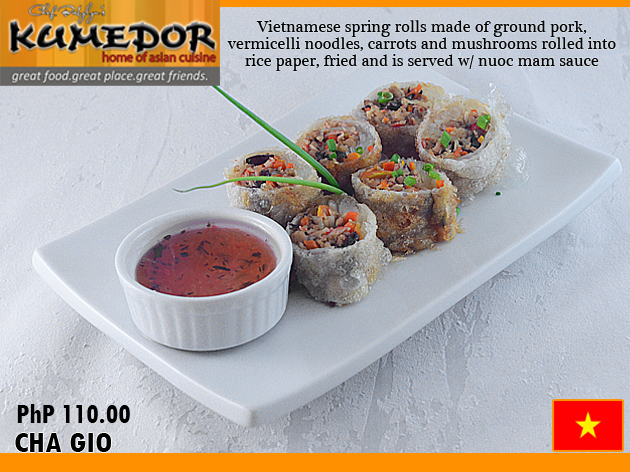 Chef Rolly's
KUMEDOR
home of asian cuisine
great food.great place.great friends.
Vietnamese spring rolls made of ground pork,
vermicelli noodles, carrots and mushrooms rolled into
rice paper, fried and is served w/ nuoc mam sauce
PhP 110.00
CHA GIO